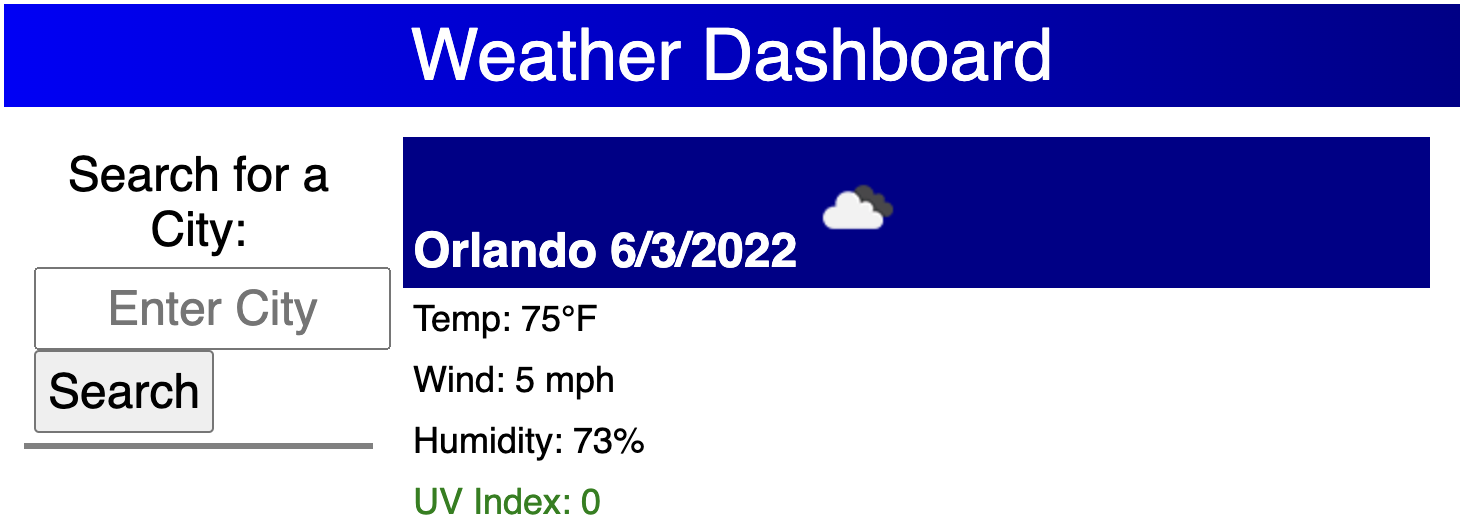 Weather Dashboard
Search for a
City:
Enter City
Search
Orlando 6/3/2022
Temp: 75°F
Wind: 5 mph
Humidity: 73%
UV Index: 0